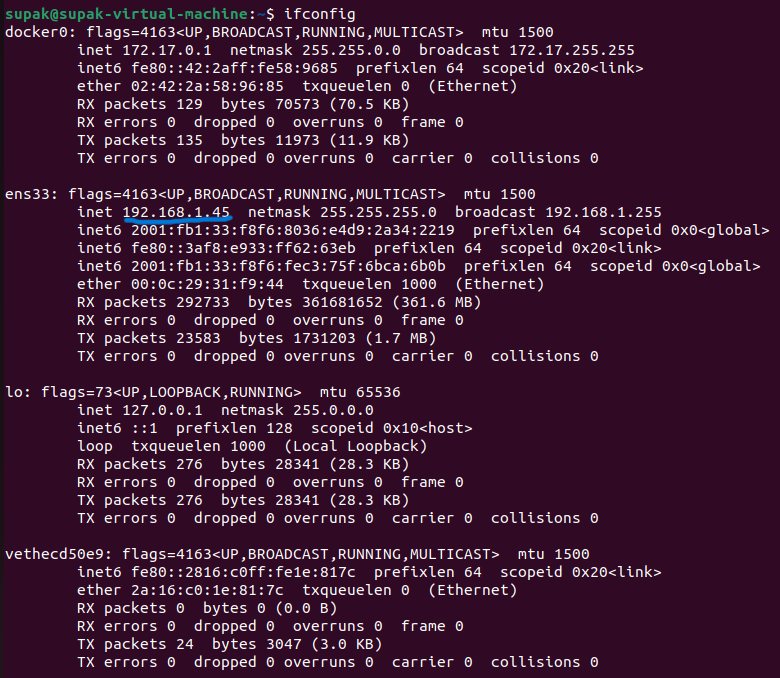 supak@supak-virtual-machine:~$ ifconfig
docker0: flags=4163<UP,BROADCAST,RUNNING,MULTICAST>  mtu 1500
        inet 172.17.0.1  netmask 255.255.0.0  broadcast 172.17.255.255
        inet6 fe80::42:2aff:fe58:9685  prefixlen 64  scopeid 0x20<link>
        ether 02:42:2a:58:96:85  txqueuelen 0  (Ethernet)
        RX packets 129  bytes 70573 (70.5 KB)
        RX errors 0  dropped 0  overruns 0  frame 0
        TX packets 135  bytes 11973 (11.9 KB)
        TX errors 0  dropped 0 overruns 0  carrier 0  collisions 0

ens33: flags=4163<UP,BROADCAST,RUNNING,MULTICAST>  mtu 1500
        inet 192.168.1.45  netmask 255.255.255.0  broadcast 192.168.1.255
        inet6 2001:fb1:33:f8f6:8036:e4d9:2a34:2219  prefixlen 64  scopeid 0x0<global>
        inet6 fe80::3af8:e933:ff62:63eb  prefixlen 64  scopeid 0x20<link>
        inet6 2001:fb1:33:f8f6:fec3:75f:6bca:6b0b  prefixlen 64  scopeid 0x0<global>
        ether 00:0c:29:31:f9:44  txqueuelen 1000  (Ethernet)
        RX packets 292733  bytes 361681652 (361.6 MB)
        RX errors 0  dropped 0  overruns 0  frame 0
        TX packets 23583  bytes 1731203 (1.7 MB)
        TX errors 0  dropped 0 overruns 0  carrier 0  collisions 0

lo: flags=73<UP,LOOPBACK,RUNNING>  mtu 65536
        inet 127.0.0.1  netmask 255.0.0.0
        inet6 ::1  prefixlen 128  scopeid 0x10<host>
        loop  txqueuelen 1000  (Local Loopback)
        RX packets 276  bytes 28341 (28.3 KB)
        RX errors 0  dropped 0  overruns 0  frame 0
        TX packets 276  bytes 28341 (28.3 KB)
        TX errors 0  dropped 0 overruns 0  carrier 0  collisions 0

vethecd50e9: flags=4163<UP,BROADCAST,RUNNING,MULTICAST>  mtu 1500
        inet6 fe80::2816:c0ff:fe1e:817c  prefixlen 64  scopeid 0x20<link>
        ether 2a:16:c0:1e:81:7c  txqueuelen 0  (Ethernet)
        RX packets 0  bytes 0 (0.0 B)
        RX errors 0  dropped 0  overruns 0  frame 0
        TX packets 24  bytes 3047 (3.0 KB)
        TX errors 0  dropped 0 overruns 0  carrier 0  collisions 0